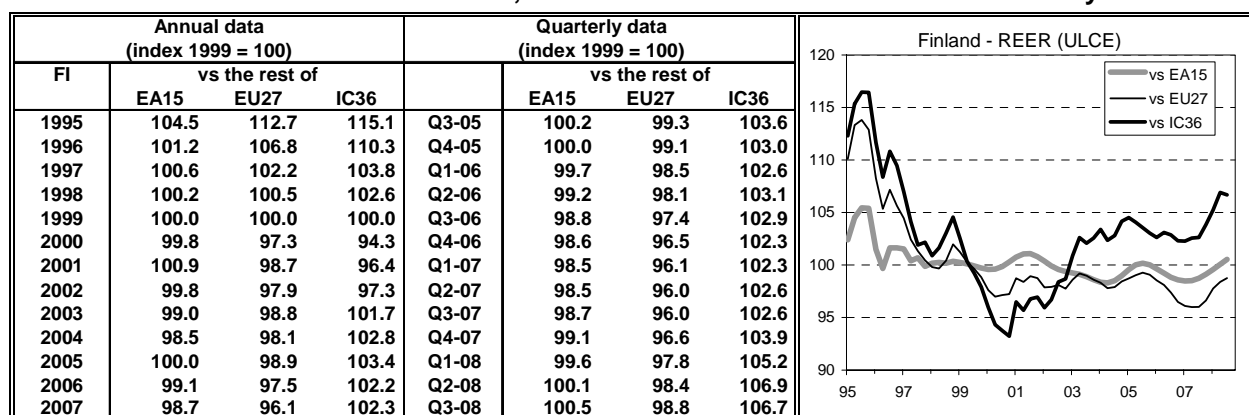 Annual data Quarterly data
(index 1999 = 100) (index 1999 = 100)
FI vs the rest of vs the rest of
EA15 EU27 IC36 EA15 EU27 IC36
1995 104.5 112.7 115.1 Q3-05 100.2 99.3 103.6
1996 101.2 106.8 110.3 Q4-05 100.0 99.1 103.0
1997 100.6 102.2 103.8 Q1-06 99.7 98.5 102.6
1998 100.2 100.5 102.6 Q2-06 99.2 98.1 103.1
1999 100.0 100.0 100.0 Q3-06 98.8 97.4 102.9
2000 99.8 97.3 94.3 Q4-06 98.6 96.5 102.3
2001 100.9 98.7 96.4 Q1-07 98.5 96.1 102.3
2002 99.8 97.9 97.3 Q2-07 98.5 96.0 102.6
2003 99.0 98.8 101.7 Q3-07 98.7 96.0 102.6
2004 98.5 98.1 102.8 Q4-07 99.1 96.6 103.9
2005 100.0 98.9 103.4 Q1-08 99.6 97.8 105.2
2006 99.1 97.5 102.2 Q2-08 100.1 98.4 106.9
2007 98.7 96.1 102.3 Q3-08 100.5 98.8 106.7
Finland - REER (ULCE)
vs EA15
vs EU27
vs IC36
120
115
110
105
100
95
90
95 97 99 01 03 05 07